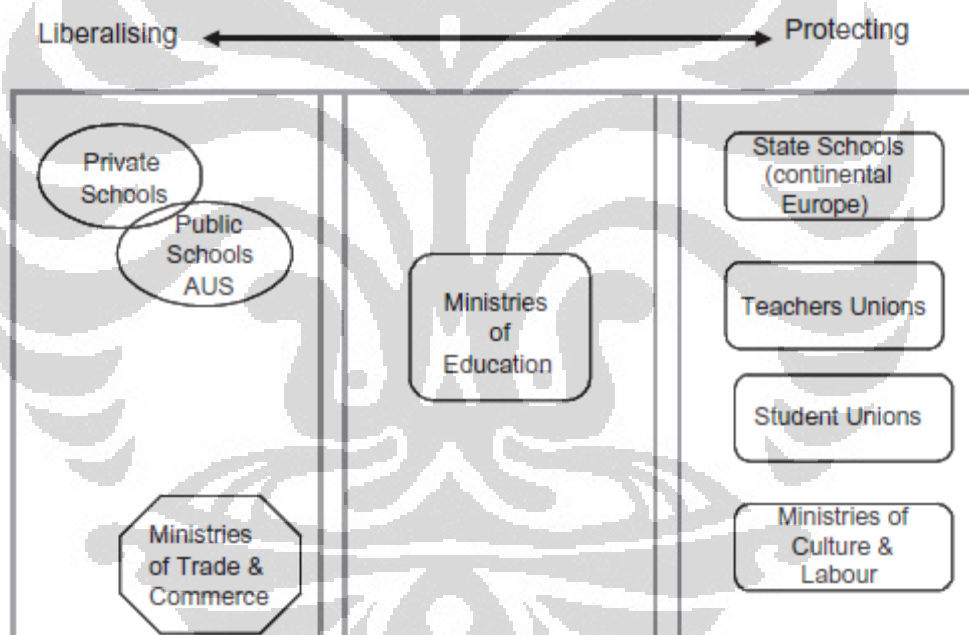 Liberalising
Protecting
Private
Schools
Public
Schools
AUS
Ministries
of Trade &
Commerce
Ministries
of
Education
State Schools
(continental
Europe)
Teachers Unions
Student Unions
Ministries of
Culture &
Labour